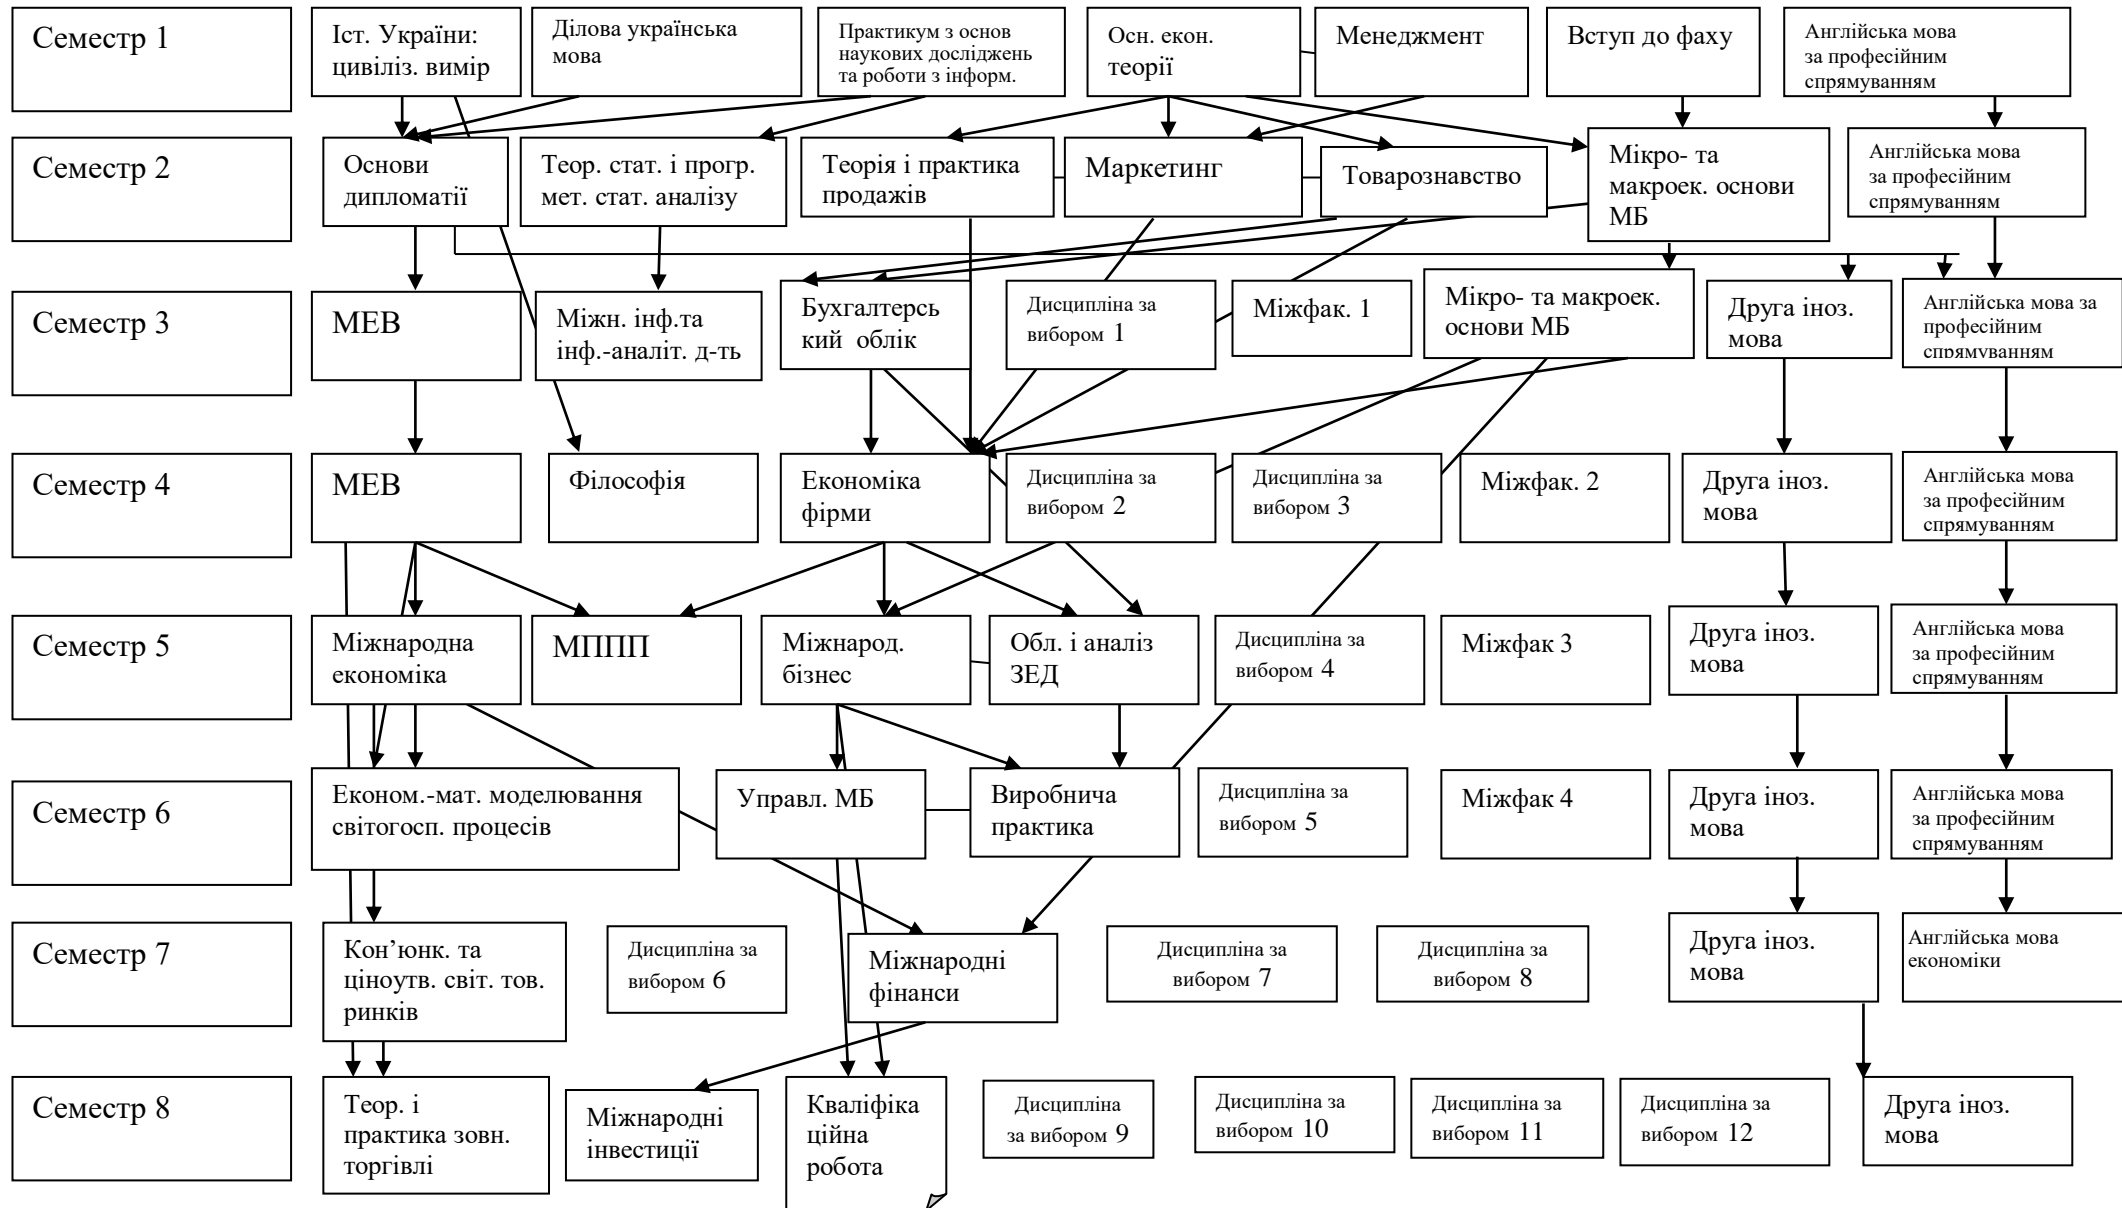 Семестр 1
Іст. України:
цивіліз. вимір
Ділова українська
мова
Практикум з основ
наукових досліджень
та роботи з інформ.
Осн. екон.
теорії
Менеджмент
Вступ до фаху
Англійська мова
за професійним
спрямуванням
Семестр 2
Основи
дипломатії
Теор. стат. і прогр.
мет. стат. аналізу
Теорія і практика
продажів
Маркетинг
Товарознавство
Мікро- та
макроек. основи
МБ
Англійська мова
за професійним
спрямуванням
Семестр 3
МЕВ
Міжн. інф.та
інф.-аналіт. д-ть
Бухгалтерсь
кий облік
Дисципліна за
вибором 1
Міжфак. 1
Мікро- та макроек.
основи МБ
Друга іноз.
мова
Англійська мова за
професійним
спрямуванням
Семестр 4
МЕВ
Філософія
Економіка
фірми
Дисципліна за
вибором 2
Дисципліна за
вибором 3
Міжфак. 2
Друга іноз.
мова
Англійська мова
за професійним
спрямуванням
Семестр 5
Міжнародна
економіка
МППП
Міжнарод.
бізнес
Обл. і аналіз
ЗЕД
Дисципліна за
вибором 4
Міжфак 3
Друга іноз.
мова
Англійська мова
за професійним
спрямуванням
Семестр 6
Економ.-мат. моделювання
світогосп. процесів
Управл. МБ
Виробнича
практика
Дисципліна за
вибором 5
Міжфак 4
Друга іноз.
мова
Англійська мова
за професійним
спрямуванням
Семестр 7
Кон’юнк. та
ціноутв. світ. тов.
ринків
Дисципліна за
вибором 6
Міжнародні
фінанси
Дисципліна за
вибором 7
Дисципліна за
вибором 8
Друга іноз.
мова
Англійська мова
економіки
Семестр 8
Теор. і
практика зовн.
торгівлі
Міжнародні
інвестиції
Кваліфіка
ційна
робота
Дисципліна
за вибором 9
Дисципліна за
вибором 10
Дисципліна за
вибором 11
Дисципліна за
вибором 12
Друга іноз.
мова